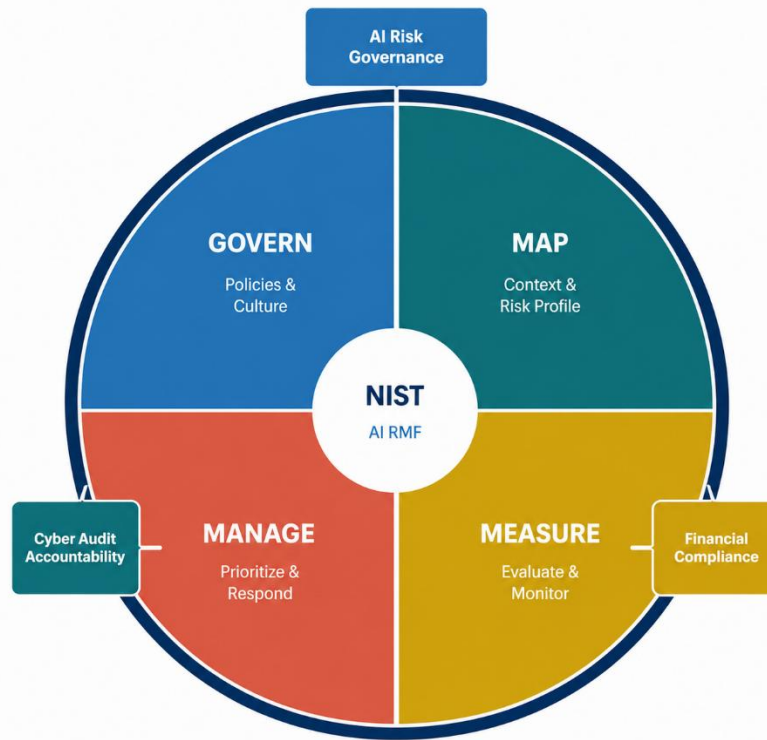 AI Risk
Governance
GOVERN
Policies &
Culture
MAP
Context &
Risk Profile
NIST
AI RMF
MANAGE
Prioritize &
Respond
MEASURE
Evaluate &
Monitor
Cyber Audit
Accountability
Financial
Compliance